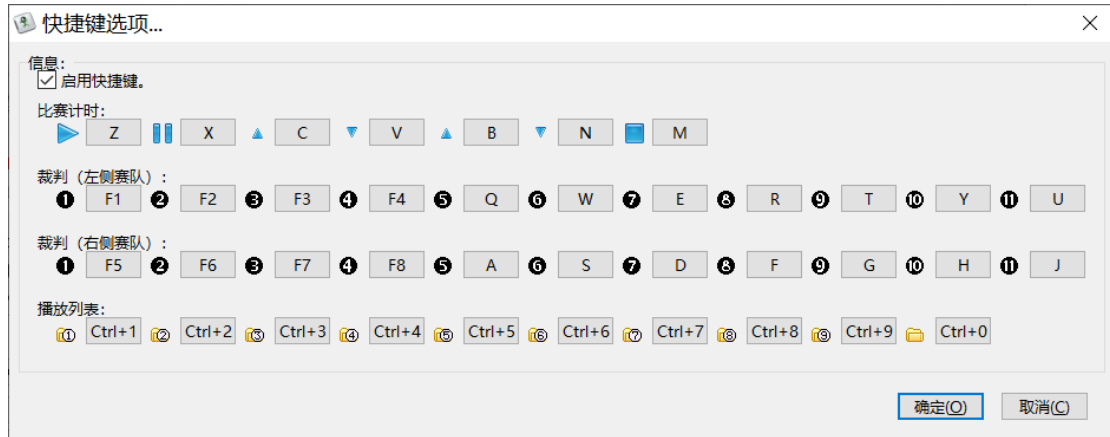 快捷键选项...
信息:
启用快捷键。
比赛计时:
Z X C V B N M
裁判（左侧赛队）:
❶ F1 ❷ F2 ❸ F3 ❹ F4 ❺ Q ❻ W ❼ E ❽ R ❾ T ❿ Y ⓫ U
裁判（右侧赛队）:
❶ F5 ❷ F6 ❸ F7 ❹ F8 ❺ A ❻ S ❼ D ❽ F ❾ G ❿ H ⓫ J
播放列表:
① Ctrl+1 ② Ctrl+2 ③ Ctrl+3 ④ Ctrl+4 ⑤ Ctrl+5 ⑥ Ctrl+6 ⑦ Ctrl+7 ⑧ Ctrl+8 ⑨ Ctrl+9 Ctrl+0
确定(O) 取消(C)